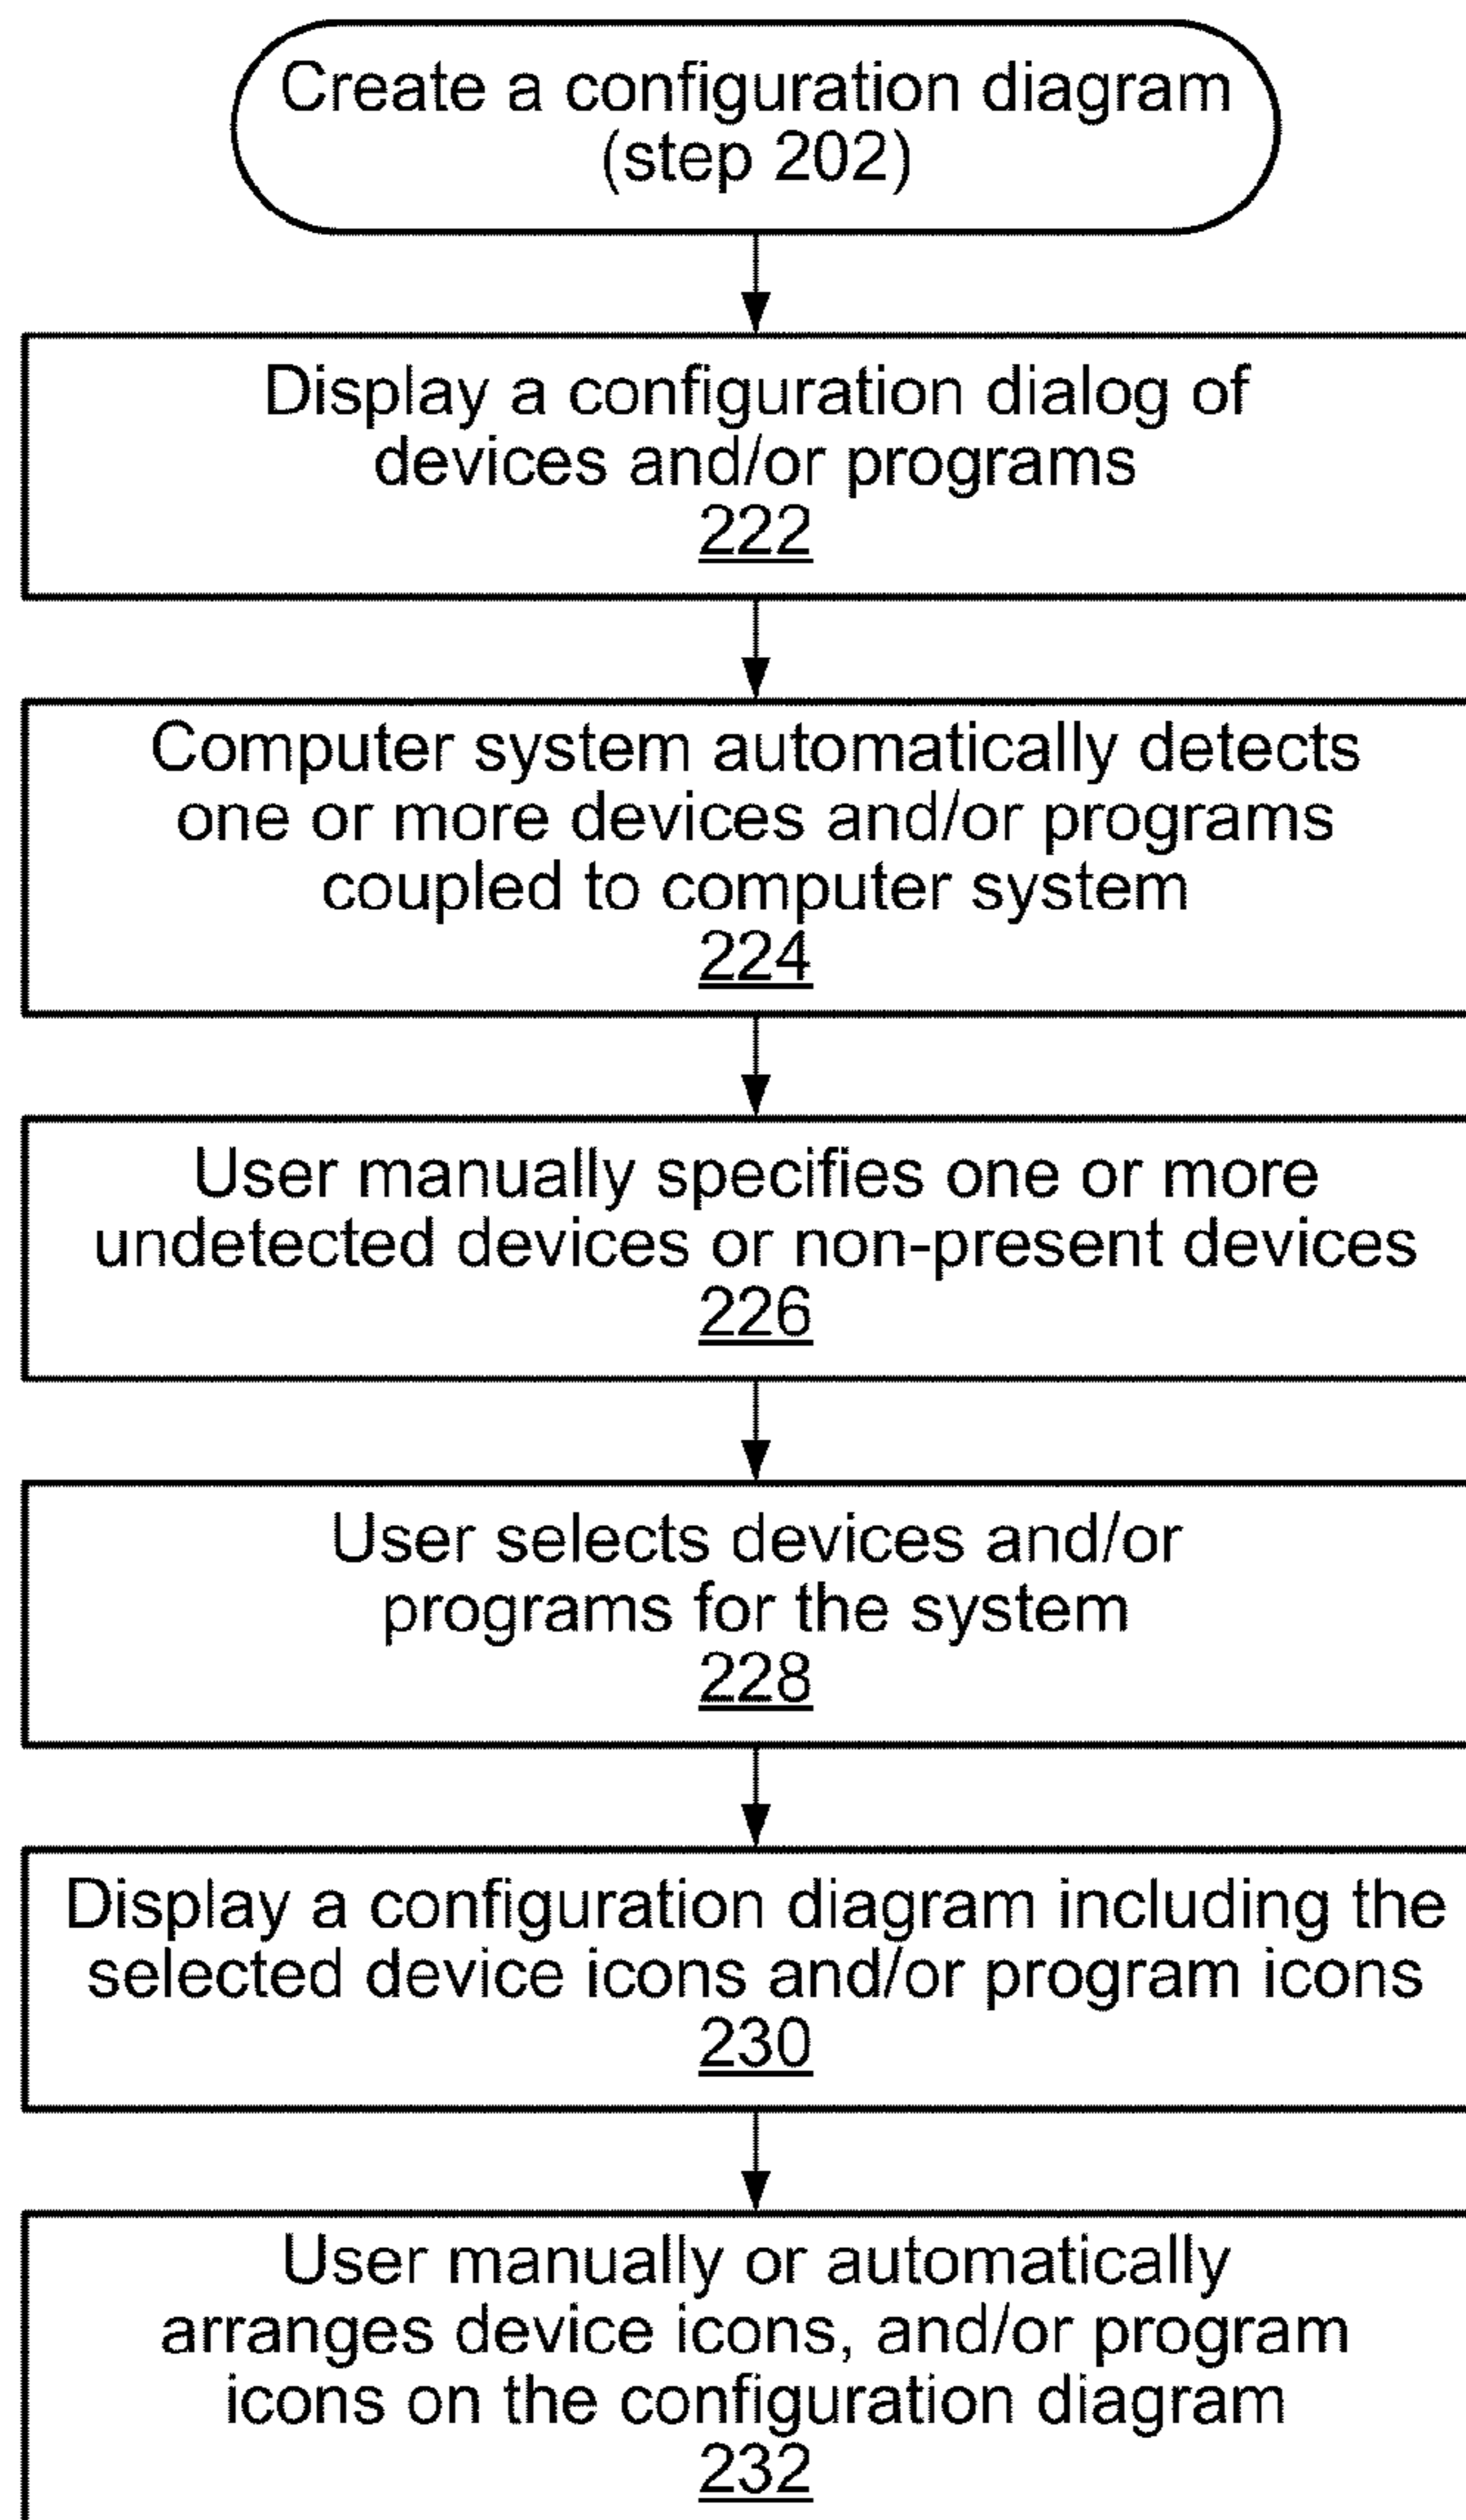 Create a configuration diagram
(step 202)
Display a configuration dialog of
devices and/or programs
222
Computer system automatically detects
one or more devices and/or programs
coupled to computer system
224
User manually specifies one or more
undetected devices or non-present devices
226
User selects devices and/or
programs for the system
228
Display a configuration diagram including the
selected device icons and/or program icons
230
User manually or automatically
arranges device icons, and/or program
icons on the configuration diagram
232